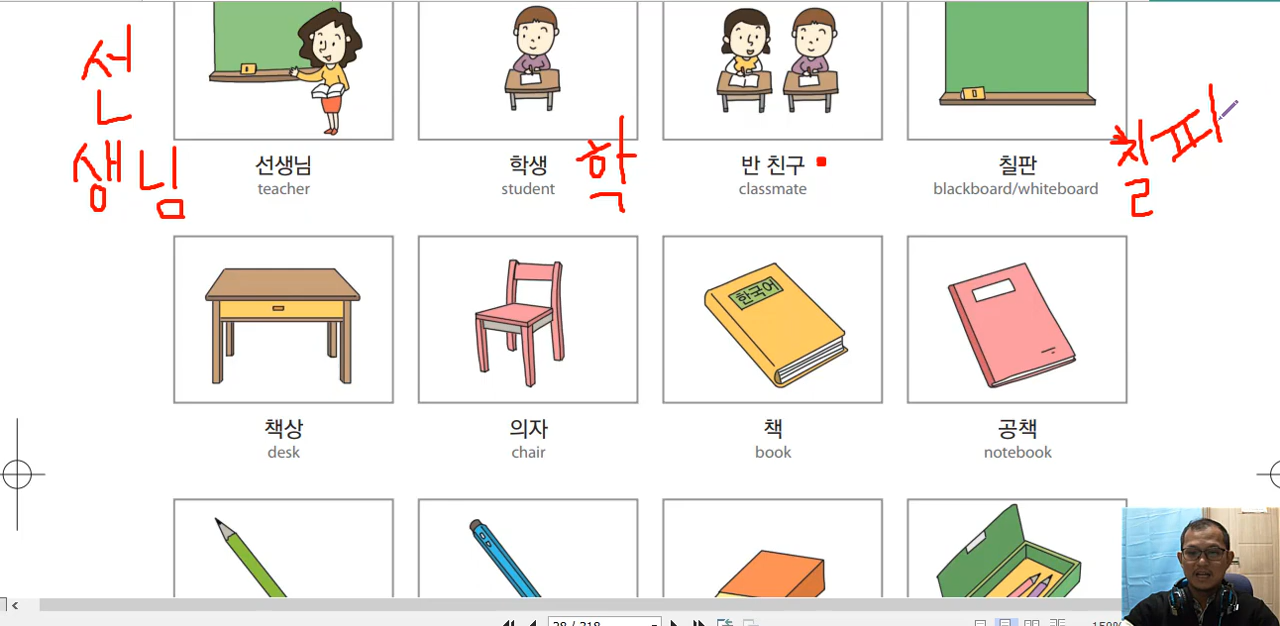 선
생님
선생님
teacher
학생
student
학
반 친구
classmate
칠판
blackboard/whiteboard
칠
책상
desk
의자
chair
한국어
책
book
공책
notebook